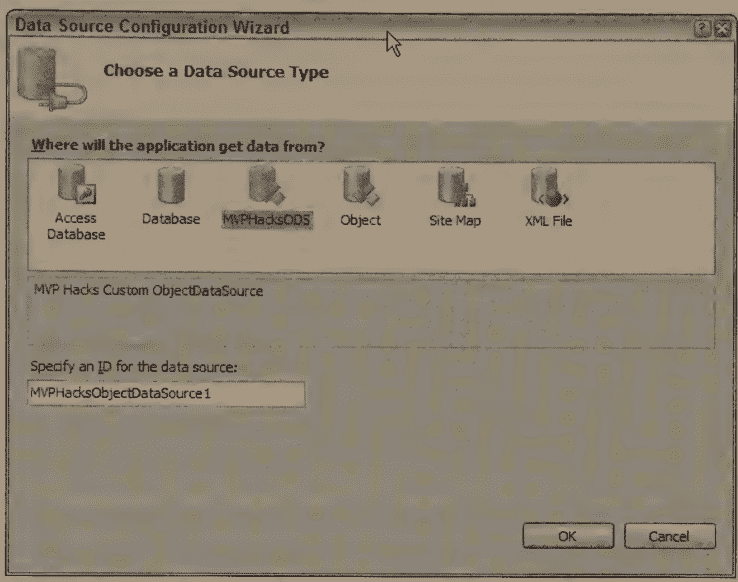 Data Source Configuration Wizard
Choose a Data Source Type
Where will the application get data from?
Access
Database
Database
MVPHacksODS
Object
Site Map
XML File
MVP Hacks Custom ObjectDataSource
Specify an ID for the data source:
MVPHacksObjectDataSource1
OK
Cancel